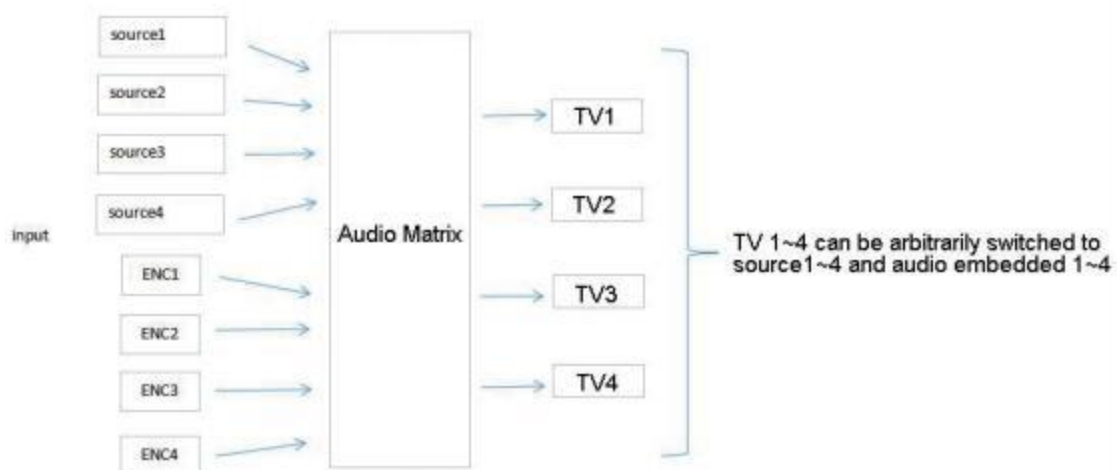 source1
source2
source3
source4
input
ENC1
ENC2
ENC3
ENC4
Audio Matrix
TV1
TV2
TV3
TV4
TV 1~4 can be arbitrarily switched to
source1~4 and audio embedded 1~4